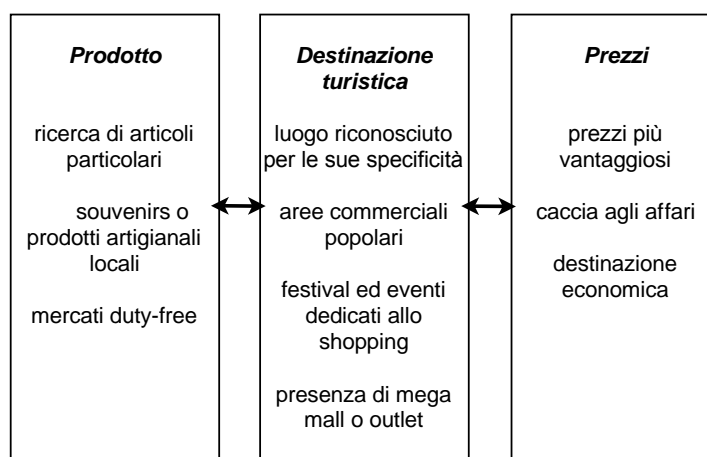 Prodotto
ricerca di articoli
particolari
souvenirs o
prodotti artigianali
locali
mercati duty-free
Destinazione
turistica
luogo riconosciuto
per le sue specificità
aree commerciali
popolari
festival ed eventi
dedicati allo
shopping
presenza di mega
mall o outlet
Prezzi
prezzi più
vantaggiosi
caccia agli affari
destinazione
economica